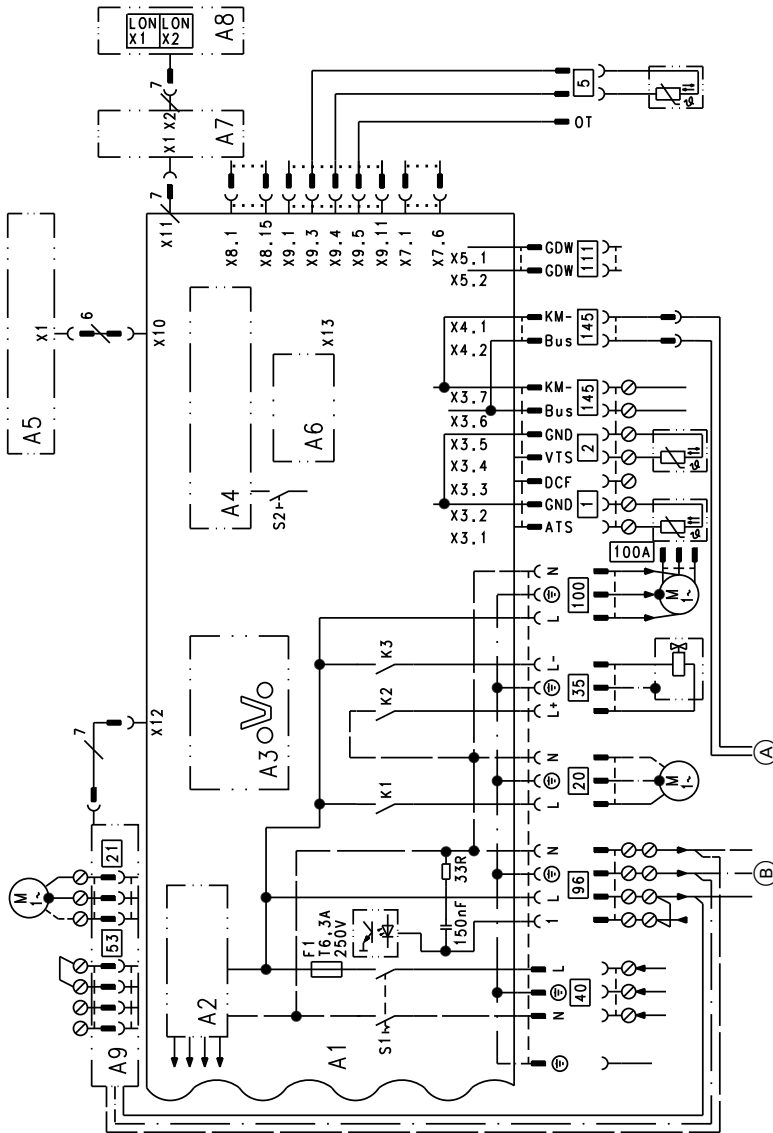 LON LON
X1 X2
A8
7
X1 X2
A7
7
X11
5
ϑ
OT
A5
X1
6
X10
X8.1
X8.15
X9.1
X9.3
X9.4
X9.5
X9.11
X7.1
X7.6
X5.1
X5.2
GDW
GDW
111
A4
S2
A6
X13
X4.1
X4.2
KM-
Bus
145
X3.7
X3.6
X3.5
X3.4
X3.3
X3.2
X3.1
KM-
Bus
GND
VTS
DCF
GND
ATS
145
2
1
ϑ
ϑ
100A
A3
X12
7
K3
K2
K1
N
L
100
M
1~
L-
L+
35
N
L
20
M
1~
A
21
M
1~
53
A9
A2
A1
F1
T6.3A
250V
33R
150nF
S1
N
L
1
96
B
L
N
40